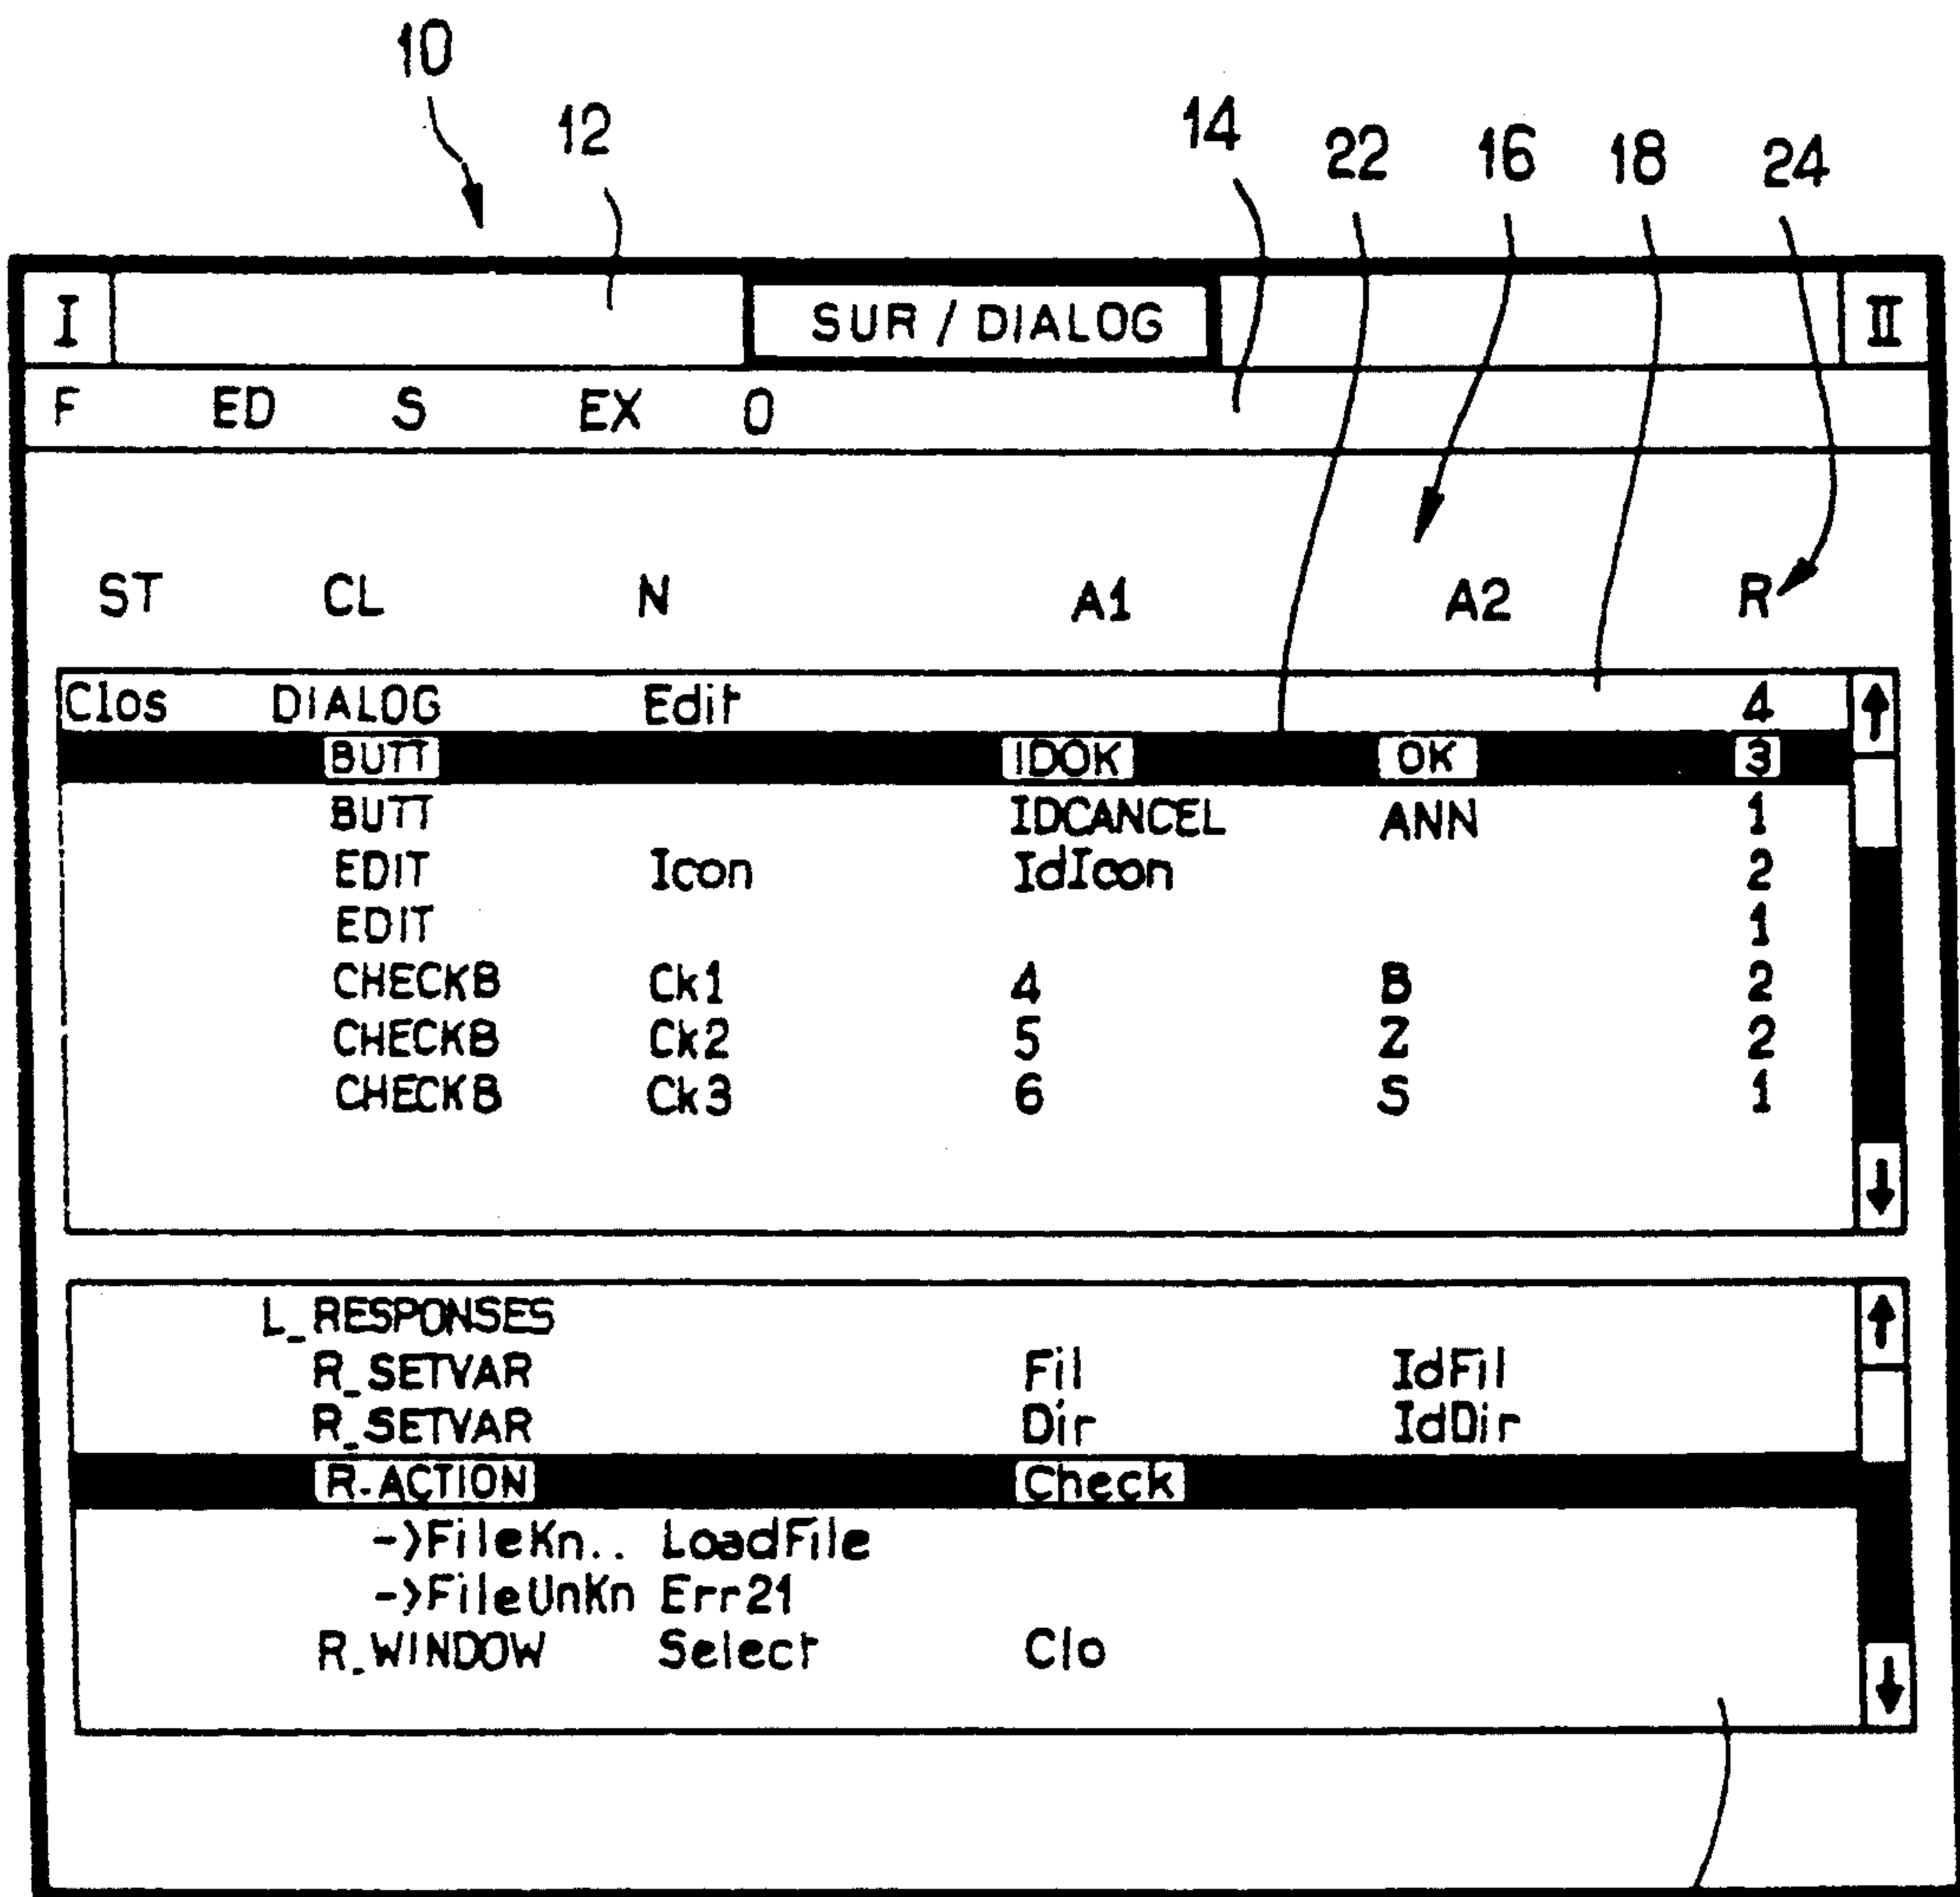 10
12 14 22 16 18 24
I SUR / DIALOG II
F ED S EX O
ST CL N A1 A2 R
Clos DIALOG Edit 4
BUTT IDOK OK 3
BUTT IDCANCEL ANN 1
EDIT Icon IdIcon 2
EDIT 1
CHECKB Ck1 4 B 2
CHECKB Ck2 5 Z 2
CHECKB Ck3 6 S 1
L_RESPONSES
R_SETVAR Fil IdFil
R_SETVAR Dir IdDir
R-ACTION Check
->FileKn.. LoadFile
->FileUnKn Err21
R_WINDOW Select Clo